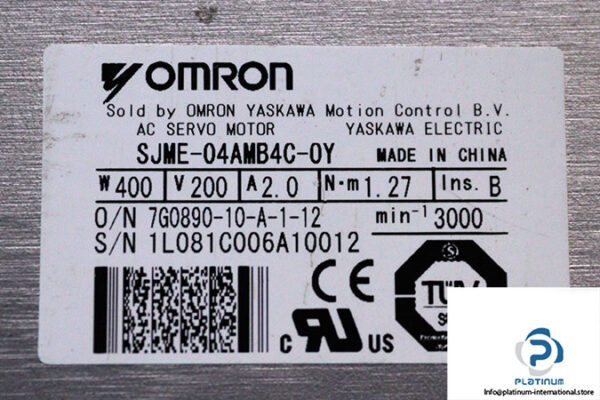 OMRON
Sold by OMRON YASKAWA Motion Control B.V.
AC SERVO MOTOR YASKAWA ELECTRIC
SJME-04AMB4C-OY MADE IN CHINA
W 400 V 200 A 2.0 N·m 1.27 Ins. B
O/N 7G0890-10-A-1-12 min⁻¹ 3000
S/N 1L081C006A10012
CE
TÜV
c RU US
PLATINUM
Info@platinum-international.store